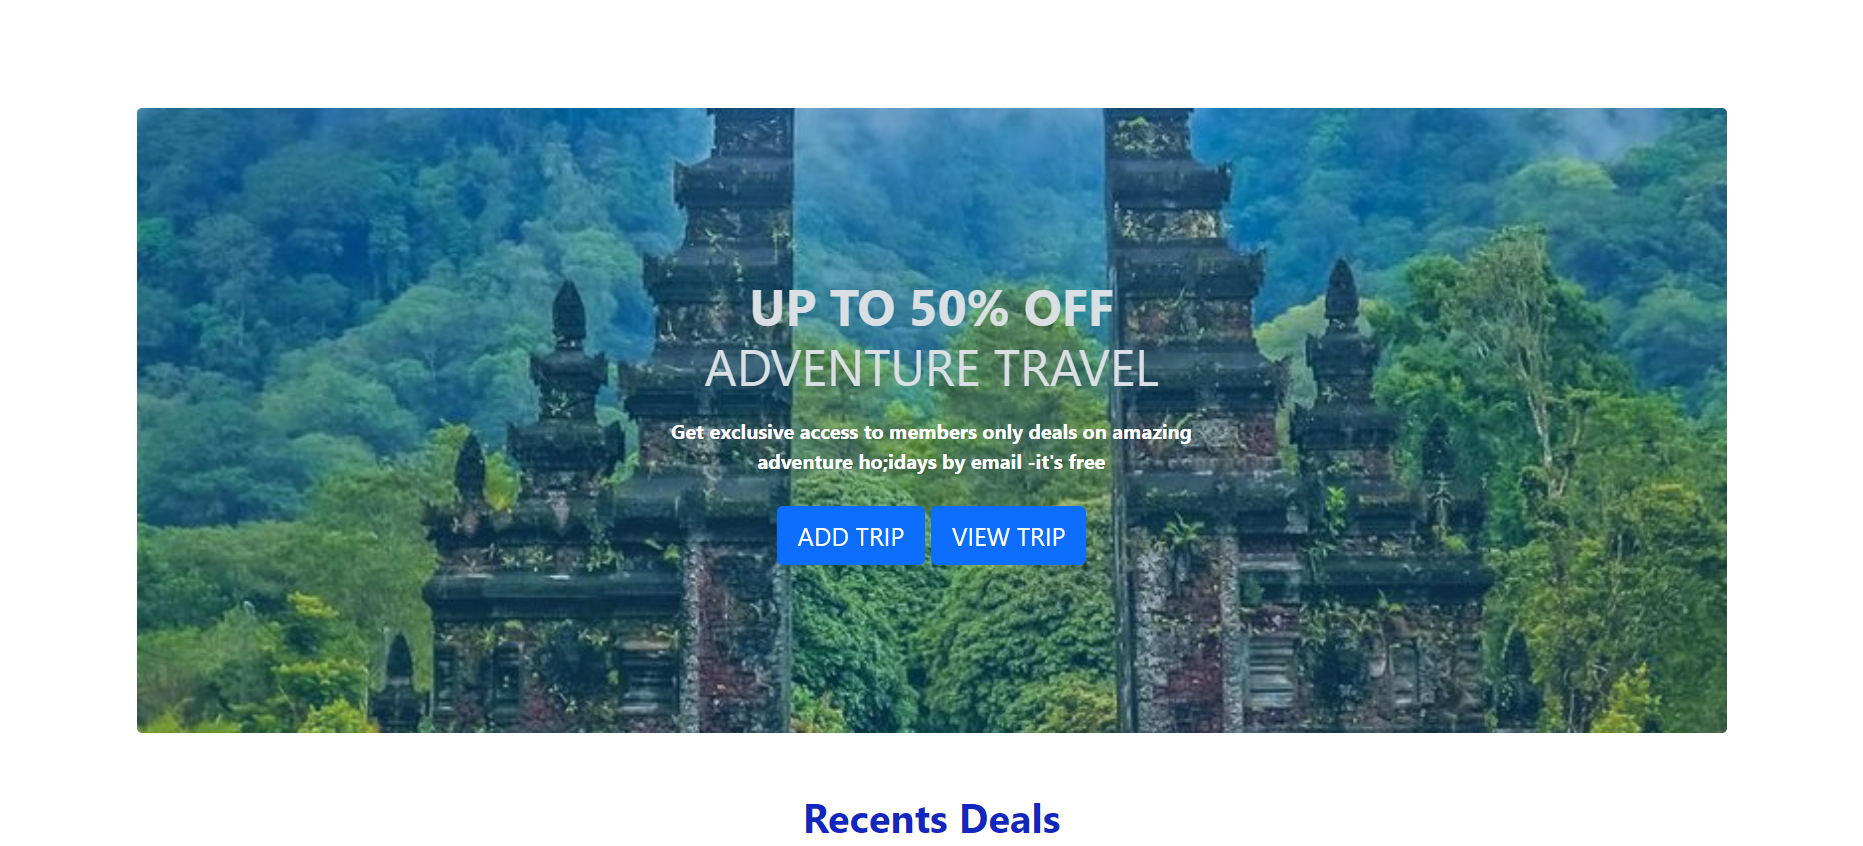 UP TO 50% OFF
ADVENTURE TRAVEL
Get exclusive access to members only deals on amazing
adventure ho;idays by email -it's free
ADD TRIP VIEW TRIP
Recents Deals